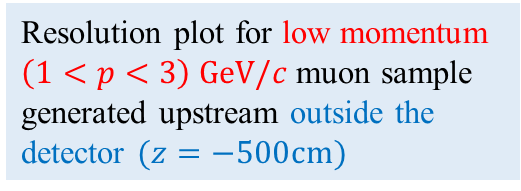 Resolution plot for low momentum
(1 < p < 3) GeV/c muon sample
generated upstream outside the
detector (z = −500cm)